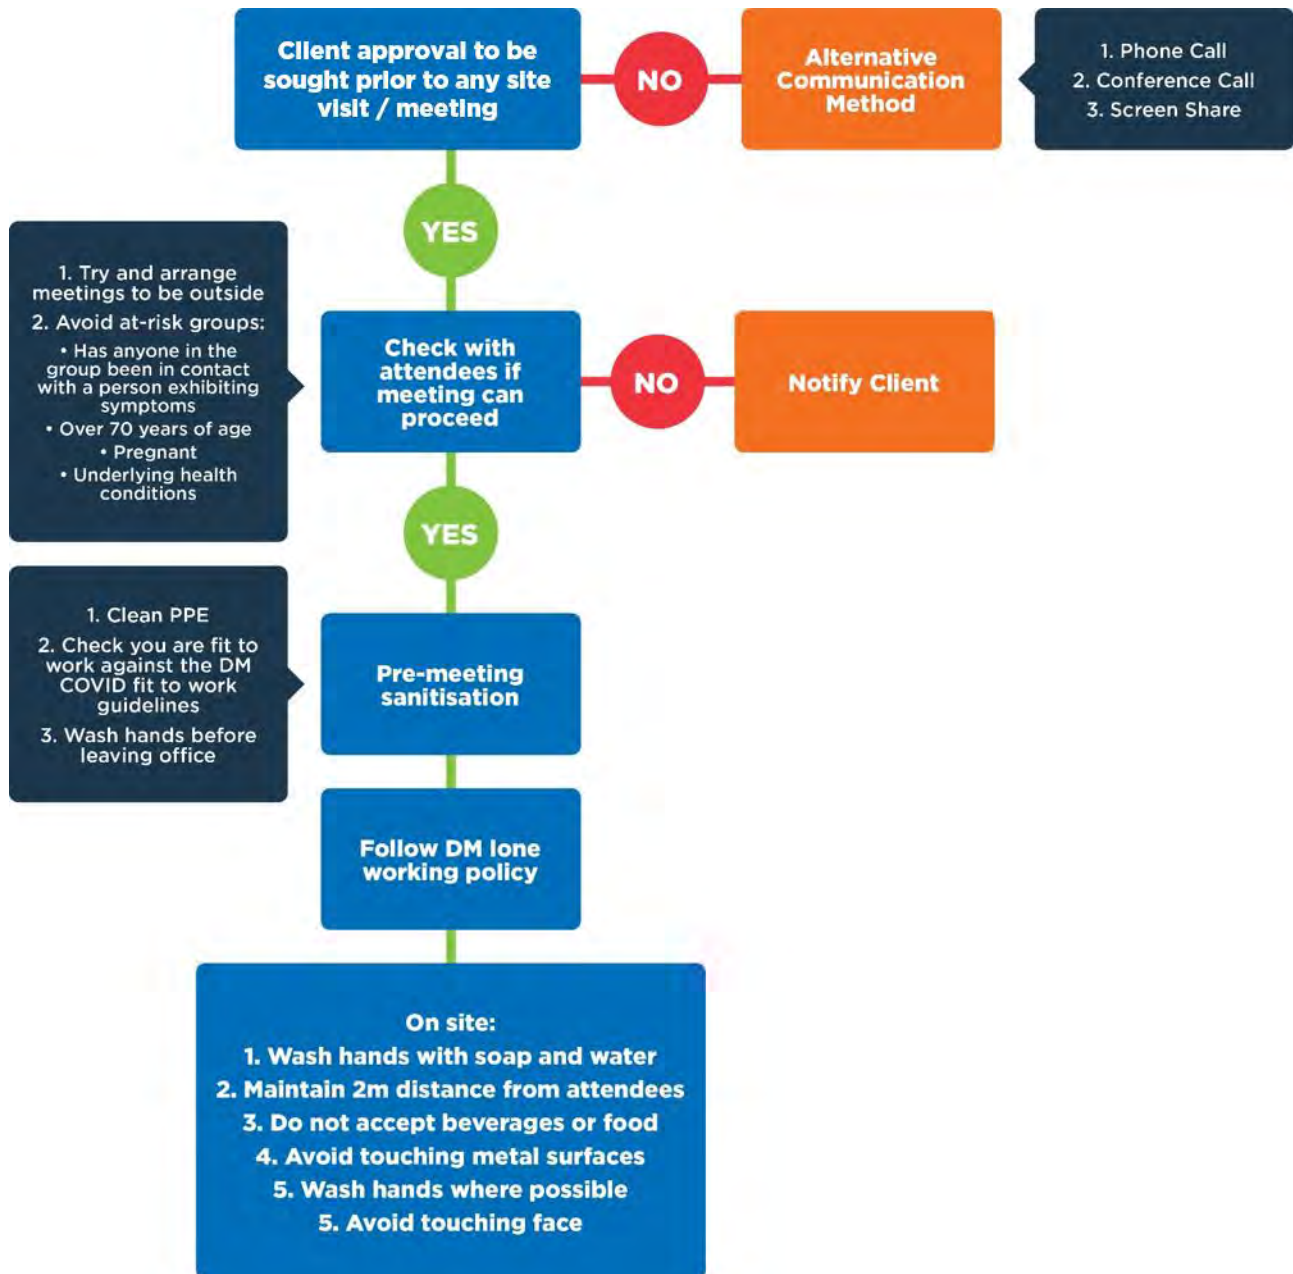 Client approval to be
sought prior to any site
visit / meeting
NO
Alternative
Communication
Method
1. Phone Call
2. Conference Call
3. Screen Share
YES
1. Try and arrange
meetings to be outside
2. Avoid at-risk groups:
• Has anyone in the
group been in contact
with a person exhibiting
symptoms
• Over 70 years of age
• Pregnant
• Underlying health
conditions
Check with
attendees if
meeting can
proceed
NO
Notify Client
YES
1. Clean PPE
2. Check you are fit to
work against the DM
COVID fit to work
guidelines
3. Wash hands before
leaving office
Pre-meeting
sanitisation
Follow DM lone
working policy
On site:
1. Wash hands with soap and water
2. Maintain 2m distance from attendees
3. Do not accept beverages or food
4. Avoid touching metal surfaces
5. Wash hands where possible
5. Avoid touching face